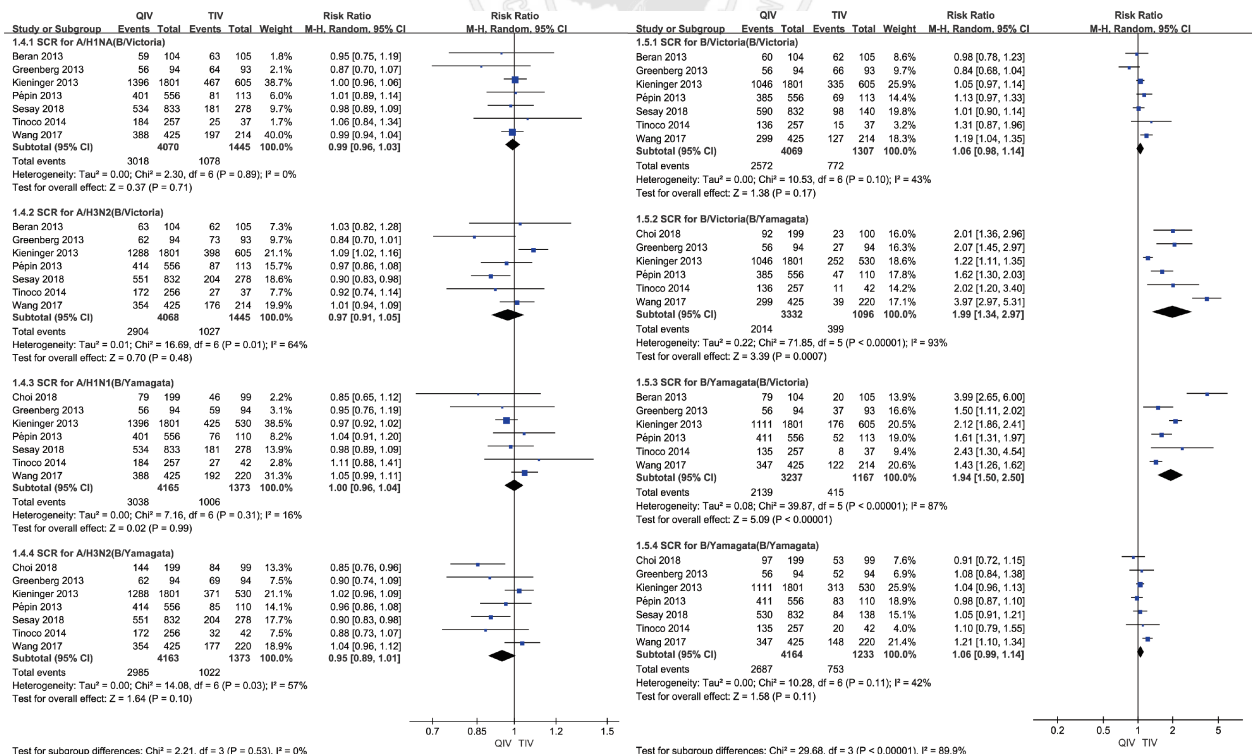 QIV TIV Risk Ratio
Study or Subgroup Events Total Events Total Weight M-H. Random. 95% CI
1.4.1 SCR for A/H1NA(B/Victoria)
Beran 2013 59 104 63 105 1.8% 0.95 [0.75, 1.19]
Greenberg 2013 56 94 64 93 2.1% 0.87 [0.70, 1.07]
Kieninger 2013 1396 1801 467 605 38.7% 1.00 [0.96, 1.06]
Pépin 2013 401 556 81 113 1.01 [0.89, 1.14]
Sesay 2018 534 833 181 278 0.98 [0.89, 1.09]
Tinoco 2014 184 257 25 37 1.06 [0.84, 1.34]
Wang 2017 388 425 197 214 40.0% 0.99 [0.94, 1.04]
Subtotal (95% CI) 4070 1445 100.0% 0.99 [0.96, 1.03]
Total events 3018 1078
Heterogeneity: Tau² = 0.00; Chi² = 2.30, df = 6 (P = 0.89); I² = 0%
Test for overall effect: Z = 0.37 (P = 0.71)
1.4.2 SCR for A/H3N2(B/Victoria)
Beran 2013 63 104 62 105 7.3% 1.03 [0.82, 1.28]
Greenberg 2013 62 94 73 93 9.7% 0.84 [0.70, 1.01]
Kieninger 2013 1288 1801 398 605 21.1% 1.09 [1.02, 1.16]
Pépin 2013 414 556 87 113 0.97 [0.86, 1.08]
Sesay 2018 551 832 204 278 18.6% 0.90 [0.83, 0.98]
Tinoco 2014 172 256 27 37 0.92 [0.74, 1.14]
Wang 2017 354 425 176 214 19.9% 1.01 [0.94, 1.09]
Subtotal (95% CI) 4068 1445 100.0% 0.97 [0.91, 1.05]
Total events 2904 1027
Heterogeneity: Tau² = 0.01; Chi² = 16.69, df = 6 (P = 0.01); I² = 64%
Test for overall effect: Z = 0.70 (P = 0.48)
1.4.3 SCR for A/H1N1(B/Yamagata)
Choi 2018 79 199 46 99 2.2% 0.85 [0.65, 1.12]
Greenberg 2013 56 94 59 94 3.1% 0.95 [0.76, 1.19]
Kieninger 2013 1396 1801 425 530 38.5% 0.97 [0.92, 1.02]
Pépin 2013 401 556 76 110 8.2% 1.04 [0.91, 1.20]
Sesay 2018 534 833 181 278 13.9% 0.98 [0.89, 1.09]
Tinoco 2014 184 257 27 42 2.8% 1.11 [0.88, 1.41]
Wang 2017 388 425 192 220 31.3% 1.05 [0.99, 1.11]
Subtotal (95% CI) 4165 1373 100.0% 1.00 [0.96, 1.04]
Total events 3038 1006
Heterogeneity: Tau² = 0.00; Chi² = 7.16, df = 6 (P = 0.31); I² = 16%
Test for overall effect: Z = 0.02 (P = 0.99)
1.4.4 SCR for A/H3N2(B/Yamagata)
Choi 2018 144 199 84 99 13.3% 0.85 [0.76, 0.96]
Greenberg 2013 62 94 69 94 7.5% 0.90 [0.74, 1.09]
Kieninger 2013 1288 1801 371 530 21.1% 1.02 [0.96, 1.09]
Pépin 2013 414 556 85 110 14.1% 0.96 [0.86, 1.08]
Sesay 2018 551 832 204 278 17.7% 0.90 [0.83, 0.98]
Tinoco 2014 172 256 32 42 7.5% 0.88 [0.73, 1.07]
Wang 2017 354 425 177 220 18.9% 1.04 [0.96, 1.12]
Subtotal (95% CI) 4163 1373 100.0% 0.95 [0.89, 1.01]
Total events 2985 1022
Heterogeneity: Tau² = 0.00; Chi² = 14.08, df = 6 (P = 0.03); I² = 57%
Test for overall effect: Z = 1.64 (P = 0.10)
Test for subgroup differences: Chi² = 2.21, df = 3 (P = 0.53), I² = 0%
Risk Ratio
M-H. Random. 95% CI
0.7 0.85 1 1.2 1.5
QIV TIV
QIV TIV Risk Ratio
Study or Subgroup Events Total Events Total Weight M-H. Random. 95% CI
1.5.1 SCR for B/Victoria(B/Victoria)
Beran 2013 60 104 62 105 8.6% 0.98 [0.78, 1.23]
Greenberg 2013 56 94 66 93 9.7% 0.84 [0.68, 1.04]
Kieninger 2013 1046 1801 335 605 1.05 [0.97, 1.14]
Pépin 2013 385 556 69 113 14.4% 1.13 [0.97, 1.33]
Sesay 2018 590 832 98 140 1.01 [0.90, 1.14]
Tinoco 2014 136 257 15 37 3.2% 1.31 [0.87, 1.96]
Wang 2017 299 425 127 214 1.19 [1.04, 1.35]
Subtotal (95% CI) 4069 1307 100.0% 1.06 [0.98, 1.14]
Total events 2572 772
Heterogeneity: Tau² = 0.00; Chi² = 10.53, df = 6 (P = 0.10); I² = 43%
Test for overall effect: Z = 1.38 (P = 0.17)
1.5.2 SCR for B/Victoria(B/Yamagata)
Choi 2018 92 199 23 100 16.0% 2.01 [1.36, 2.96]
Greenberg 2013 56 94 27 94 2.07 [1.45, 2.97]
Kieninger 2013 1046 1801 252 530 1.22 [1.11, 1.35]
Pépin 2013 385 556 47 110 1.62 [1.30, 2.03]
Tinoco 2014 136 257 11 42 14.2% 2.02 [1.20, 3.40]
Wang 2017 299 425 39 220 17.1% 3.97 [2.97, 5.31]
Subtotal (95% CI) 3332 1096 100.0% 1.99 [1.34, 2.97]
Total events 2014 399
Heterogeneity: Tau² = 0.22; Chi² = 71.85, df = 5 (P < 0.00001); I² = 93%
Test for overall effect: Z = 3.39 (P = 0.0007)
1.5.3 SCR for B/Yamagata(B/Victoria)
Beran 2013 79 104 20 105 3.99 [2.65, 6.00]
Greenberg 2013 56 94 37 93 1.50 [1.11, 2.02]
Kieninger 2013 1111 1801 176 605 2.12 [1.86, 2.41]
Pépin 2013 411 556 52 113 1.61 [1.31, 1.97]
Tinoco 2014 135 257 8 37 9.4% 2.43 [1.30, 4.54]
Wang 2017 347 425 122 214 20.6% 1.43 [1.26, 1.62]
Subtotal (95% CI) 3237 1167 100.0% 1.94 [1.50, 2.50]
Total events 2139 415
Heterogeneity: Tau² = 0.08; Chi² = 39.87, df = 5 (P < 0.00001); I² = 87%
Test for overall effect: Z = 5.09 (P < 0.00001)
1.5.4 SCR for B/Yamagata(B/Yamagata)
Choi 2018 97 199 53 99 7.6% 0.91 [0.72, 1.15]
Greenberg 2013 56 94 52 94 6.9% 1.08 [0.84, 1.38]
Kieninger 2013 1111 1801 313 530 25.9% 1.04 [0.96, 1.13]
Pépin 2013 411 556 83 110 1.8% 0.98 [0.87, 1.10]
Sesay 2018 530 832 84 138 15.8% 1.05 [0.91, 1.21]
Tinoco 2014 135 257 20 42 4.0% 1.10 [0.79, 1.55]
Wang 2017 347 425 148 220 21.4% 1.21 [1.10, 1.34]
Subtotal (95% CI) 4164 1233 100.0% 1.06 [0.99, 1.14]
Total events 2687 753
Heterogeneity: Tau² = 0.00; Chi² = 10.28, df = 6 (P = 0.11); I² = 42%
Test for overall effect: Z = 1.58 (P = 0.11)
Test for subgroup differences: Chi² = 29.68, df = 3 (P < 0.00001), I² = 89.9%
Risk Ratio
M-H. Random, 95% CI
0.2 0.5 1 2 5
QIV TIV